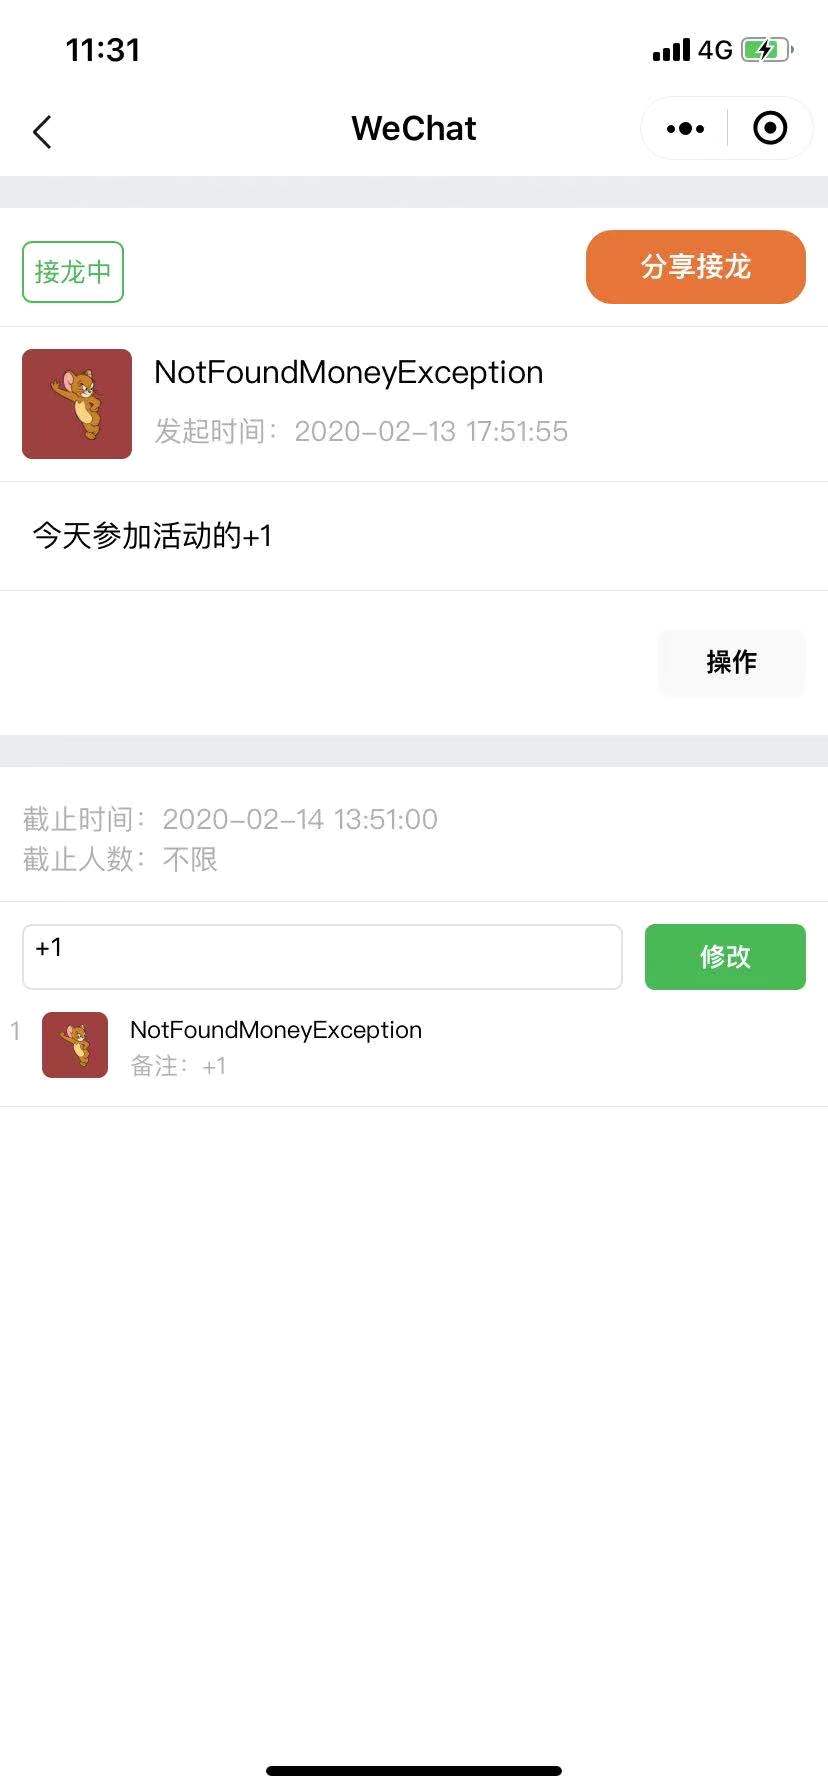 11:31
4G
WeChat
接龙中
分享接龙
NotFoundMoneyException
发起时间：2020-02-13 17:51:55
今天参加活动的+1
操作
截止时间：2020-02-14 13:51:00
截止人数：不限
+1
修改
1
NotFoundMoneyException
备注：+1